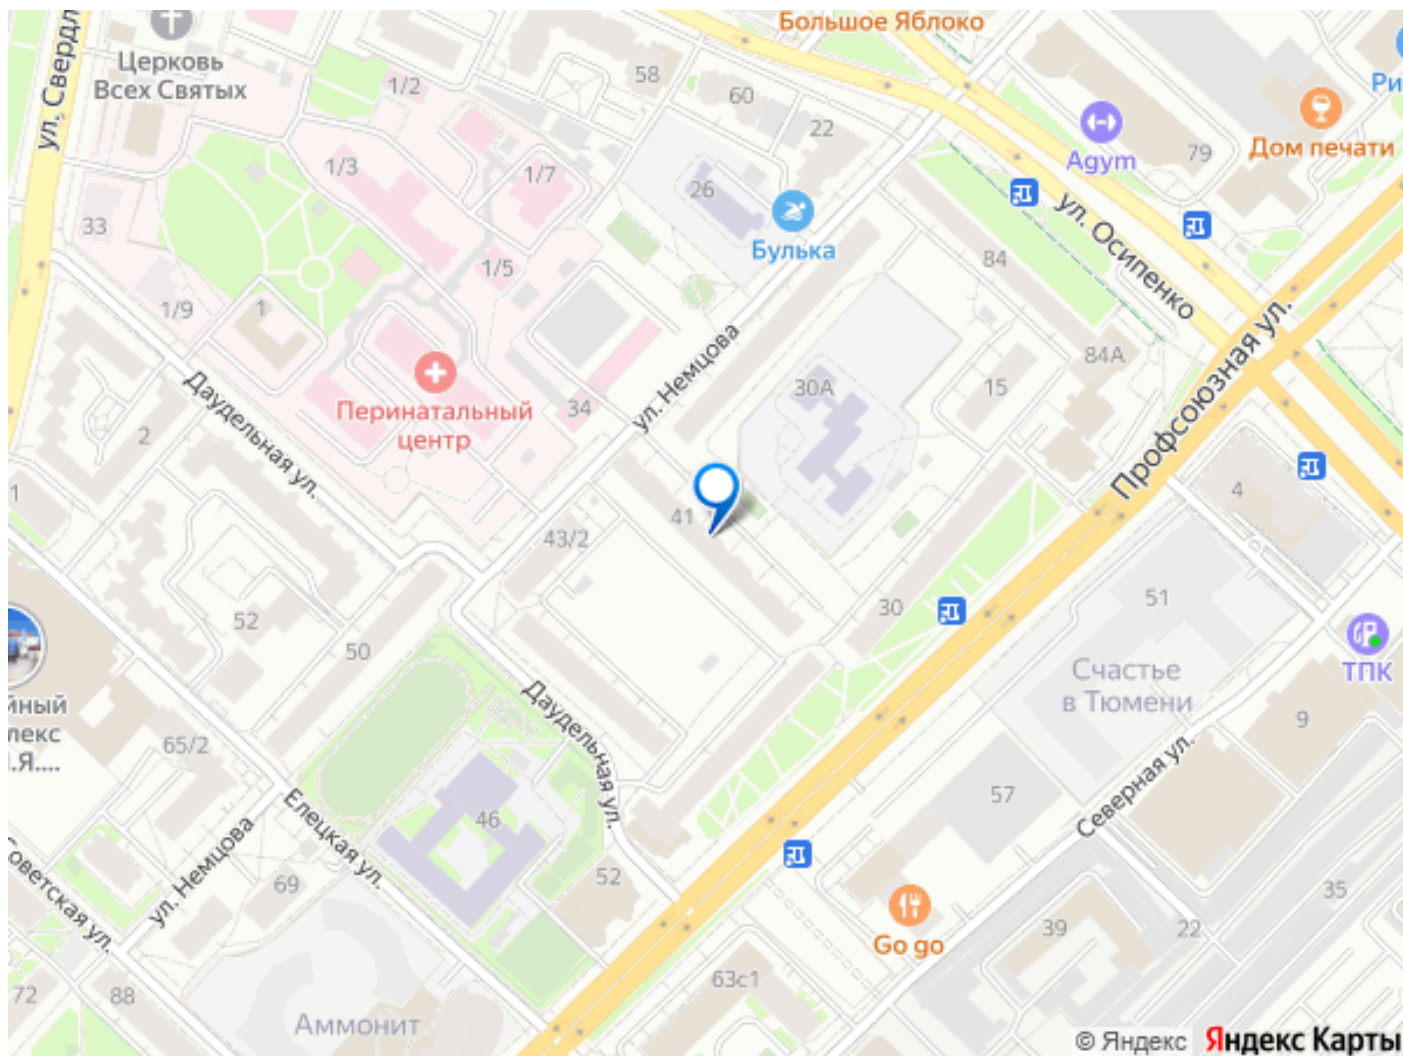 Большое Яблоко
ул. Свердл
Церковь
Всех Святых
1/2
58
60
22
Agym
79
Дом печати
Ри
1/3
1/7
26
Булька
ул. Осипенко
33
1/5
84
1/9
1
ул. Немцова
84А
Профсоюзная ул.
Даудельная ул.
Перинатальный
центр
34
30А
15
2
1
41
43/2
4
52
50
30
51
Счастье
в Тюмени
ТПК
йный
лекс
.Я....
65/2
Даудельная ул.
9
Северная ул.
57
Елецкая ул.
46
ул. Немцова
Советская ул.
69
52
35
Go go
39
22
63с1
72
88
Аммонит
© Яндекс Яндекс Карты